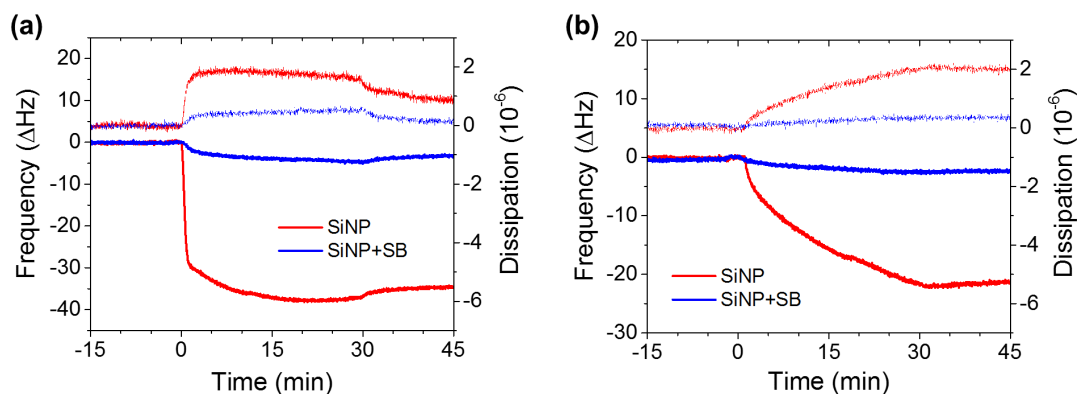 (a)
20
10
0
-5
-10
-20
-30
-40
2
0
-2
-4
-6
-15
0
15
30
45
Frequency (ΔHz)
Dissipation (10⁻⁶)
Time (min)
SiNP
SiNP+SB
(b)
20
10
0
-10
-20
-30
2
0
-2
-4
-6
-15
0
15
30
45
Frequency (ΔHz)
Dissipation (10⁻⁶)
Time (min)
SiNP
SiNP+SB